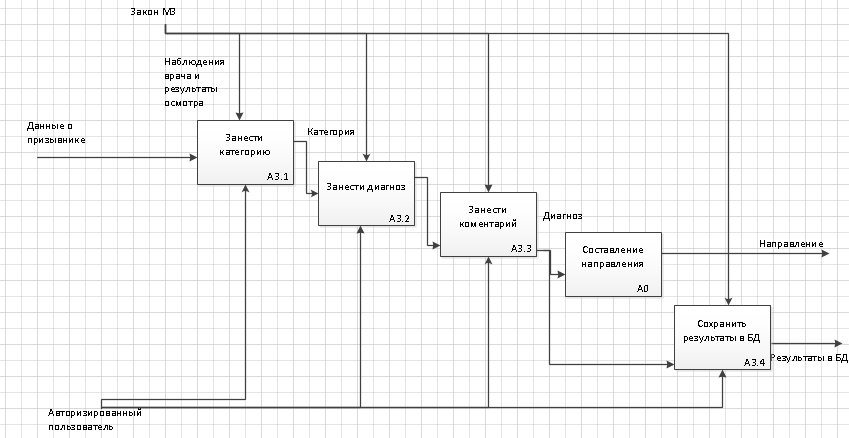 Закон МЗ
Наблюдения
врача и
результаты
осмотра
Данные о
призывнике
Занести
категорию
А3.1
Категория
Занести диагноз
А3.2
Занести
коментарий
А3.3
Диагноз
Составление
направления
А0
Направление
Сохранить
результаты в БД
А3.4
Результаты в БД
Авторизированный
пользователь